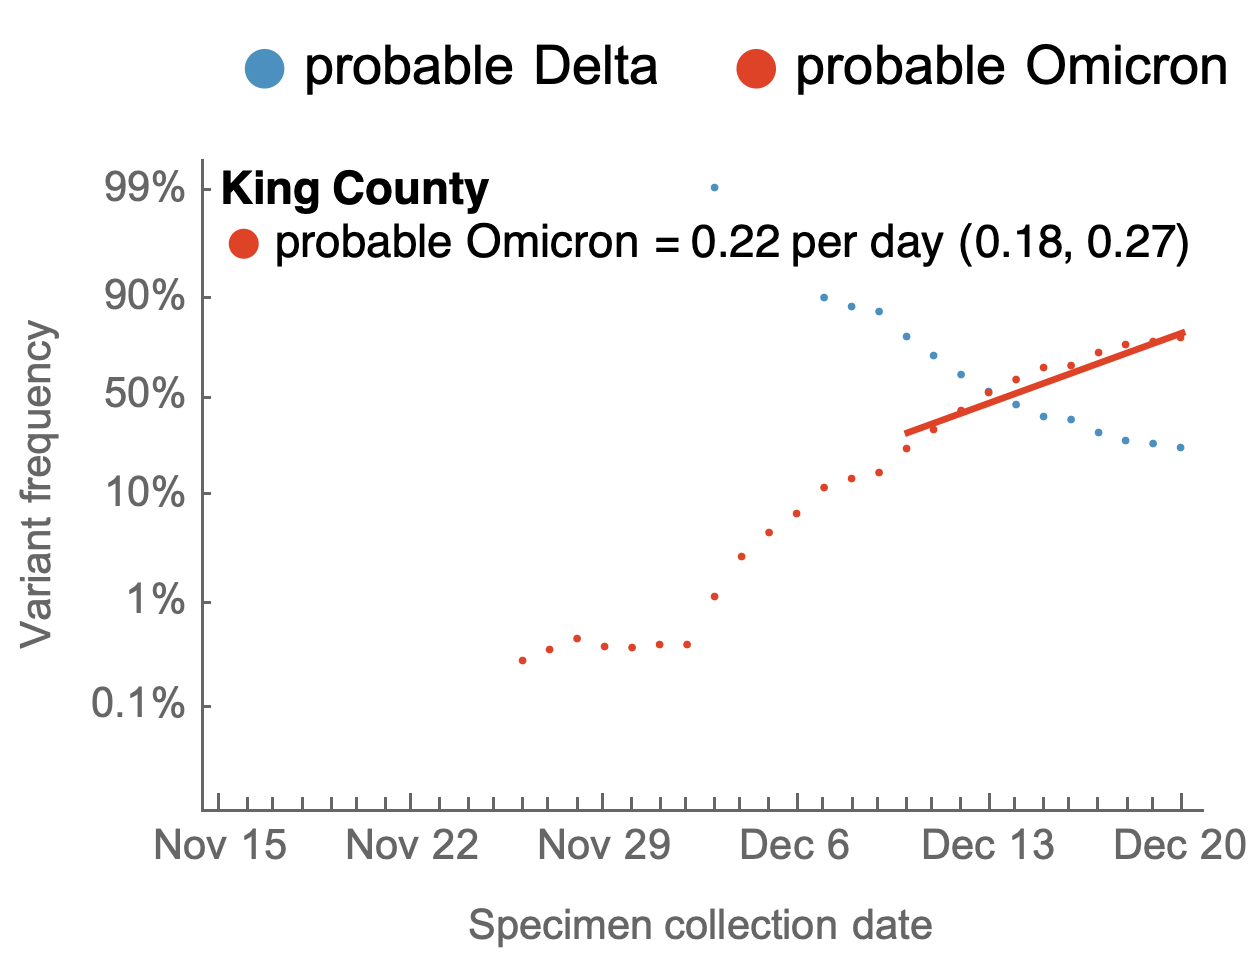 probable Delta probable Omicron
King County
probable Omicron = 0.22 per day (0.18, 0.27)
Variant frequency
99%
90%
50%
10%
1%
0.1%
Nov 15 Nov 22 Nov 29 Dec 6 Dec 13 Dec 20
Specimen collection date